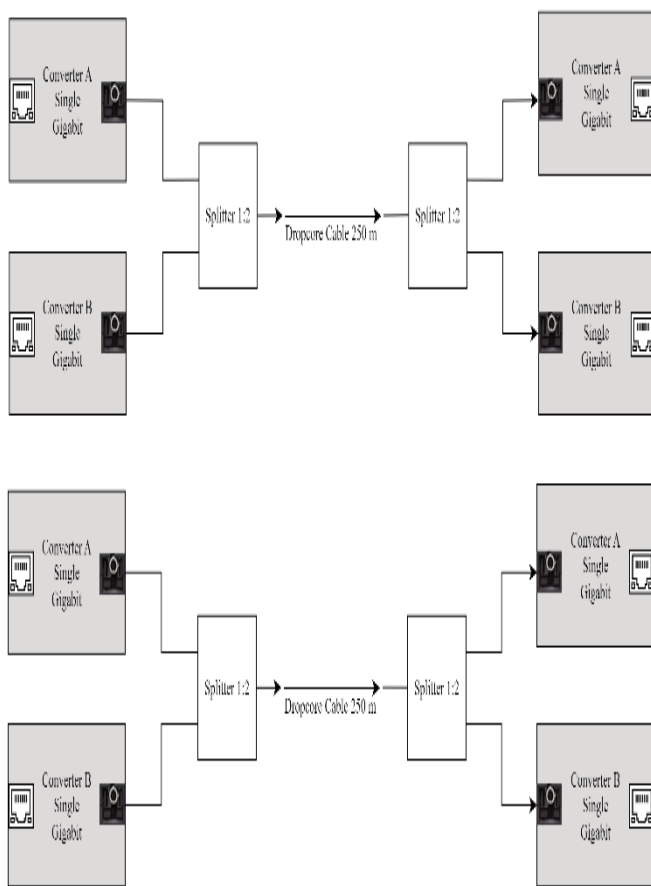 Converter A
Single
Gigabit
Converter A
Single
Gigabit
Splitter 1:2
Dropcore Cable 250 m
Splitter 1:2
Converter B
Single
Gigabit
Converter B
Single
Gigabit
Converter A
Single
Gigabit
Converter A
Single
Gigabit
Splitter 1:2
Dropcore Cable 250 m
Splitter 1:2
Converter B
Single
Gigabit
Converter B
Single
Gigabit